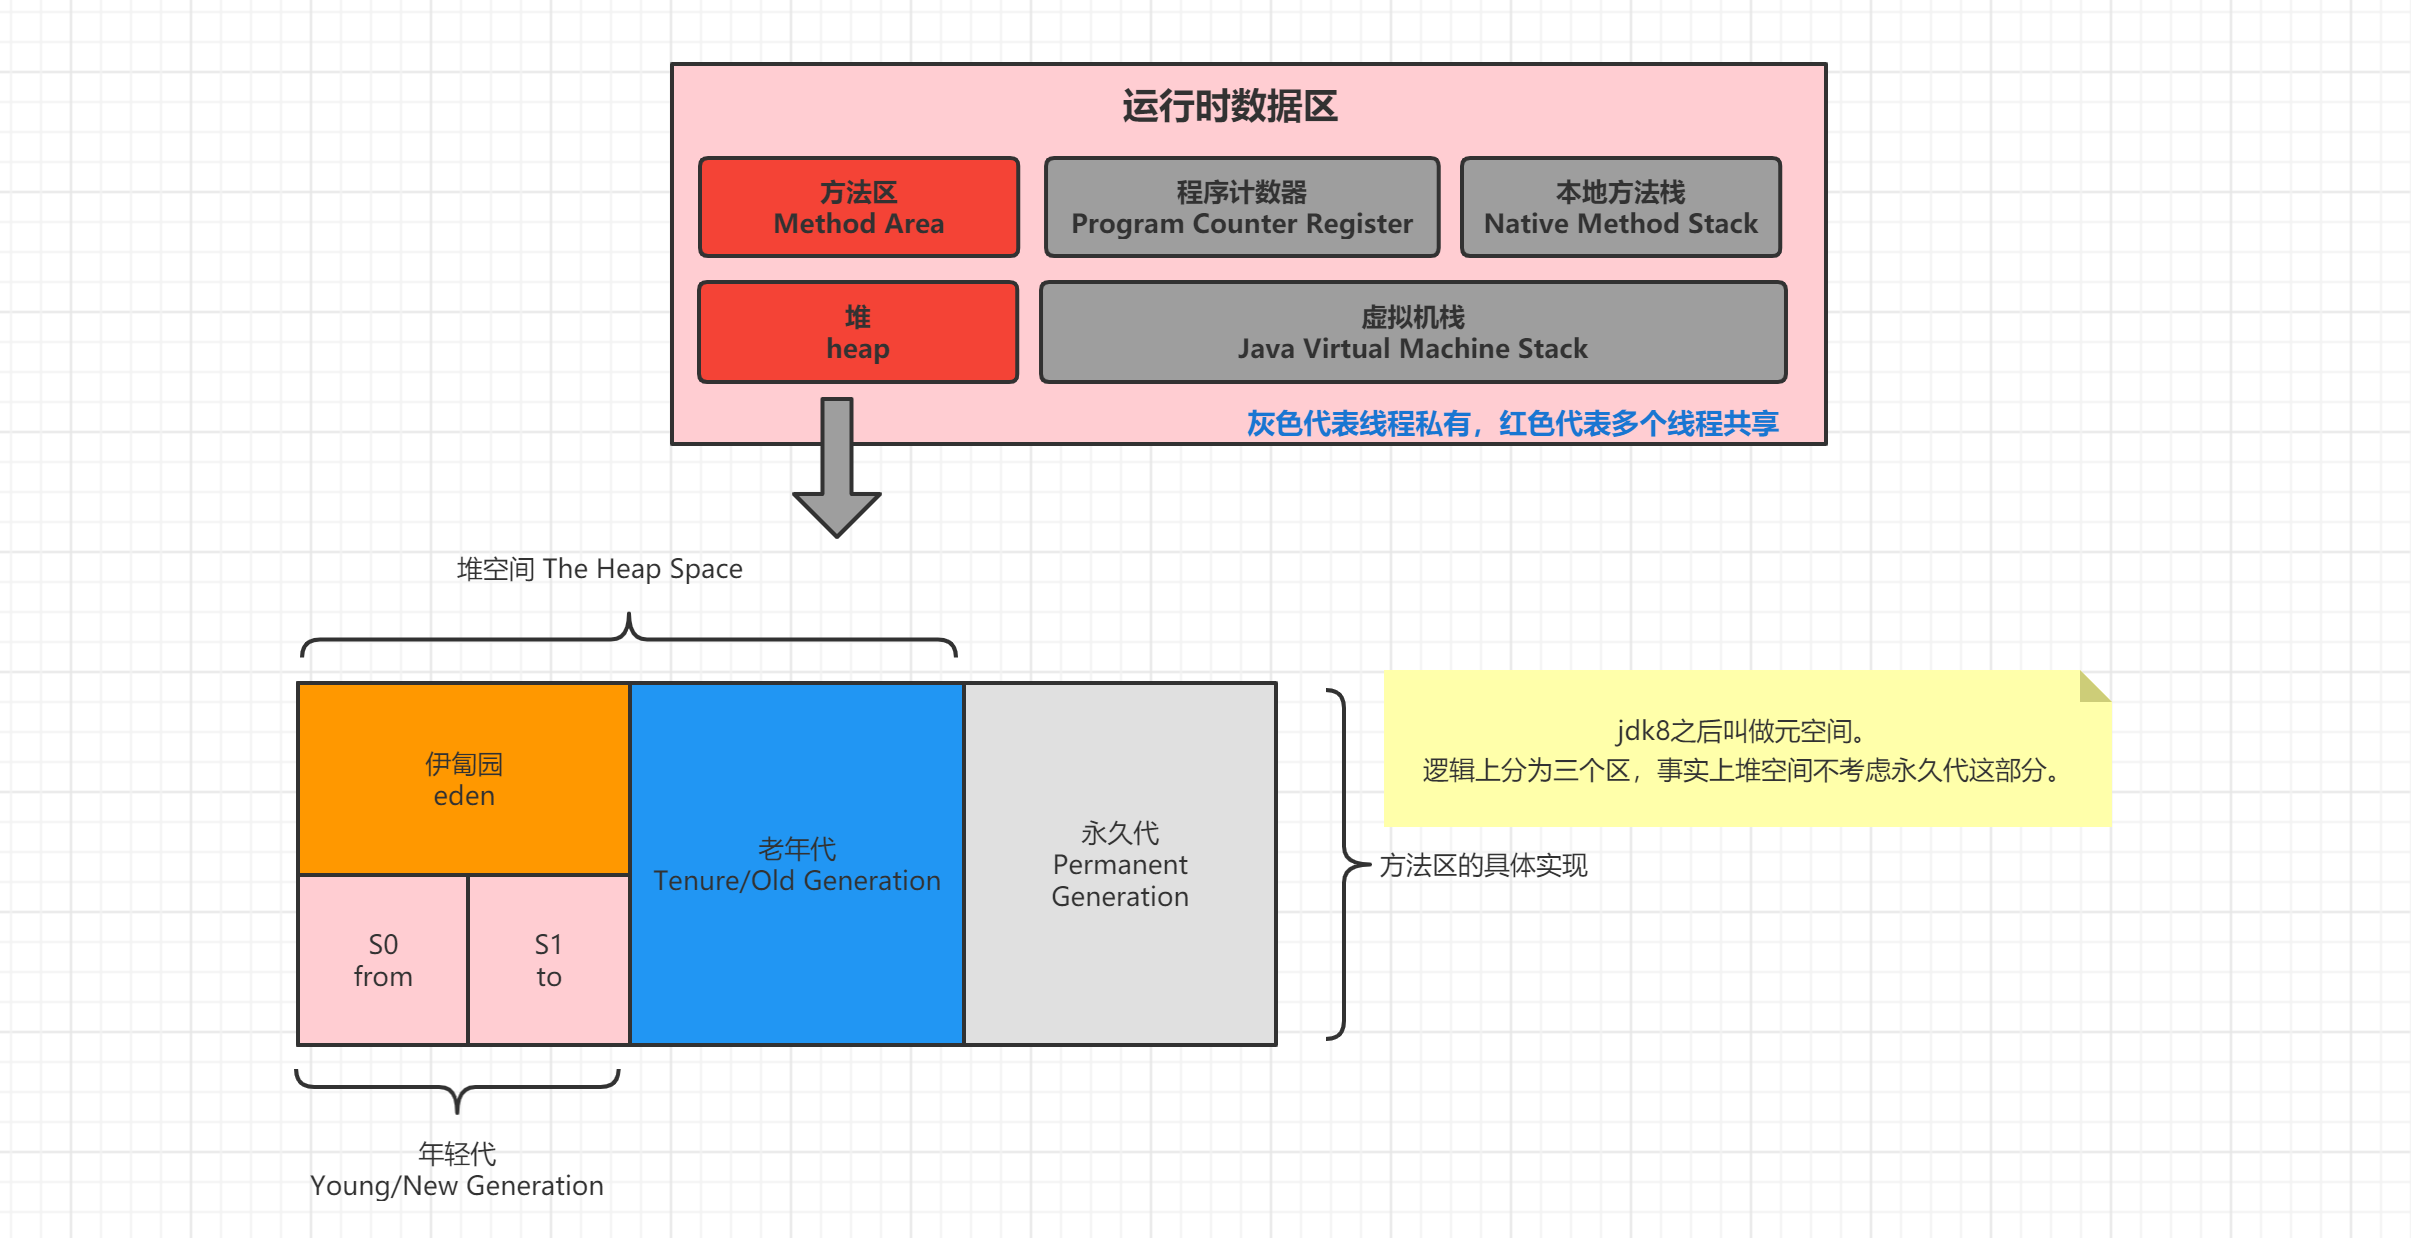 运行时数据区
方法区
Method Area
程序计数器
Program Counter Register
本地方法栈
Native Method Stack
堆
heap
虚拟机栈
Java Virtual Machine Stack
灰色代表线程私有，红色代表多个线程共享
堆空间 The Heap Space
伊甸园
eden
S0
from
S1
to
老年代
Tenure/Old Generation
永久代
Permanent
Generation
jdk8之后叫做元空间。
逻辑上分为三个区，事实上堆空间不考虑永久代这部分。
方法区的具体实现
年轻代
Young/New Generation